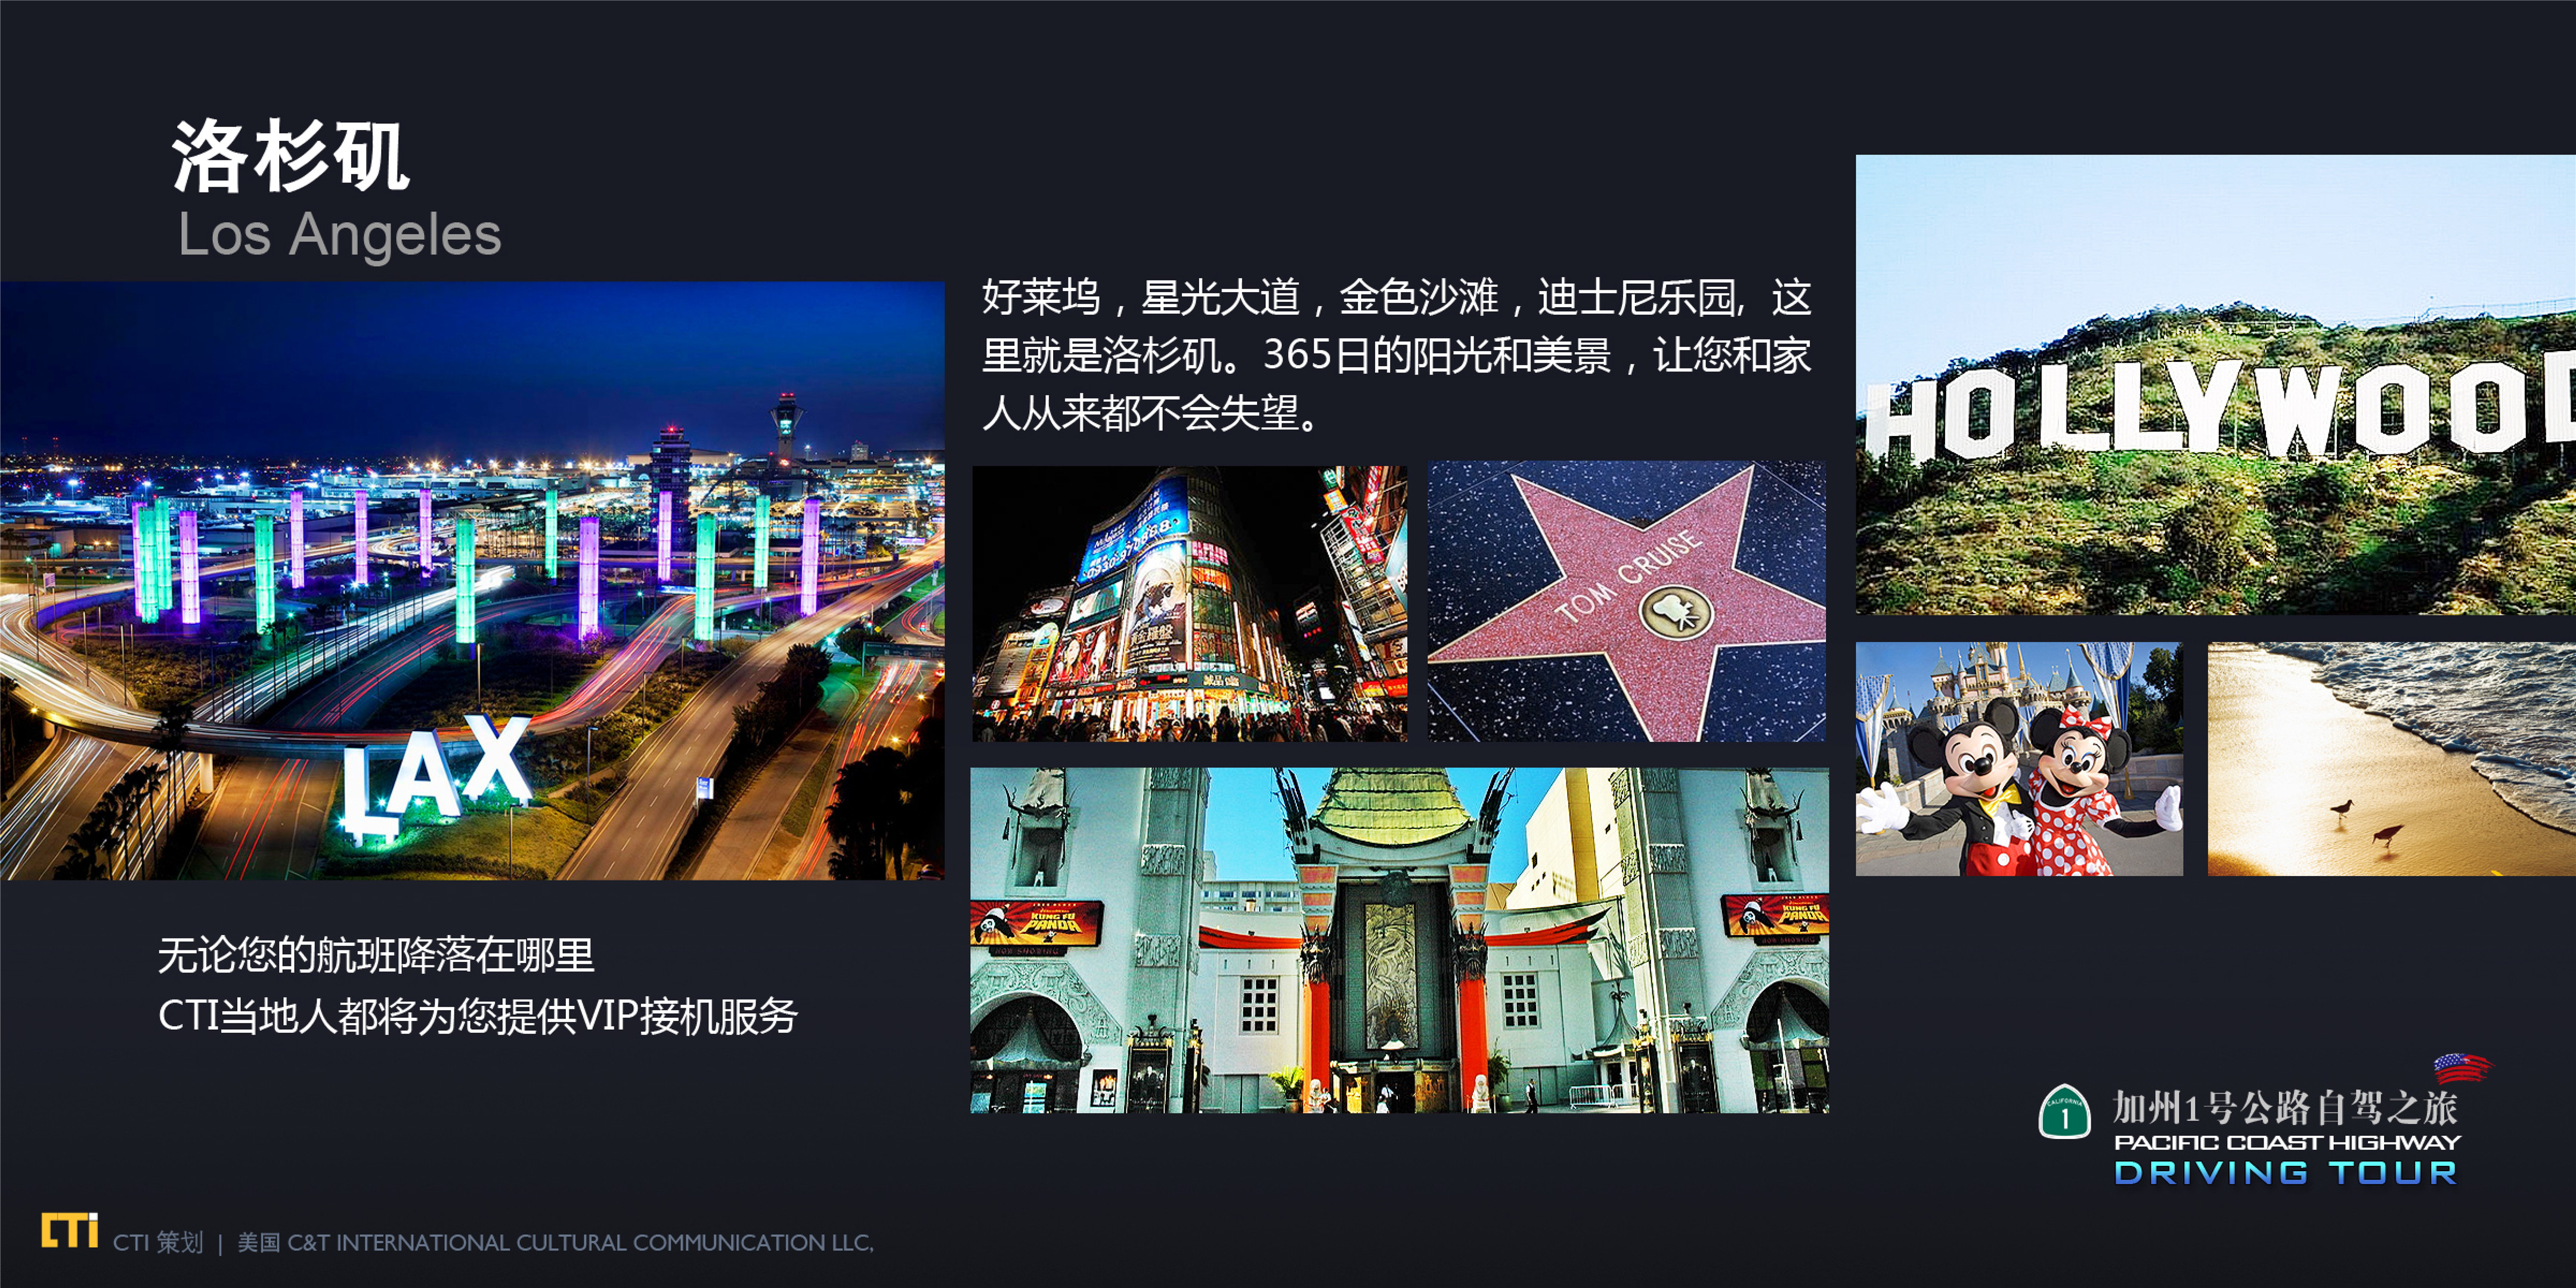 洛杉矶
Los Angeles
好莱坞，星光大道，金色沙滩，迪士尼乐园，这
里就是洛杉矶。365日的阳光和美景，让您和家
人从来都不会失望。
HOLLYWOOD
TOM CRUISE
LAX
KUNG FU
PANDA
NOW SHOWING
KUNG FU
PANDA
无论您的航班降落在哪里
CTI当地人都将为您提供VIP接机服务
CALIFORNIA
1
加州1号公路自驾之旅
PACIFIC COAST HIGHWAY
DRIVING TOUR
CTi CTI 策划 | 美国 C&T INTERNATIONAL CULTURAL COMMUNICATION LLC,